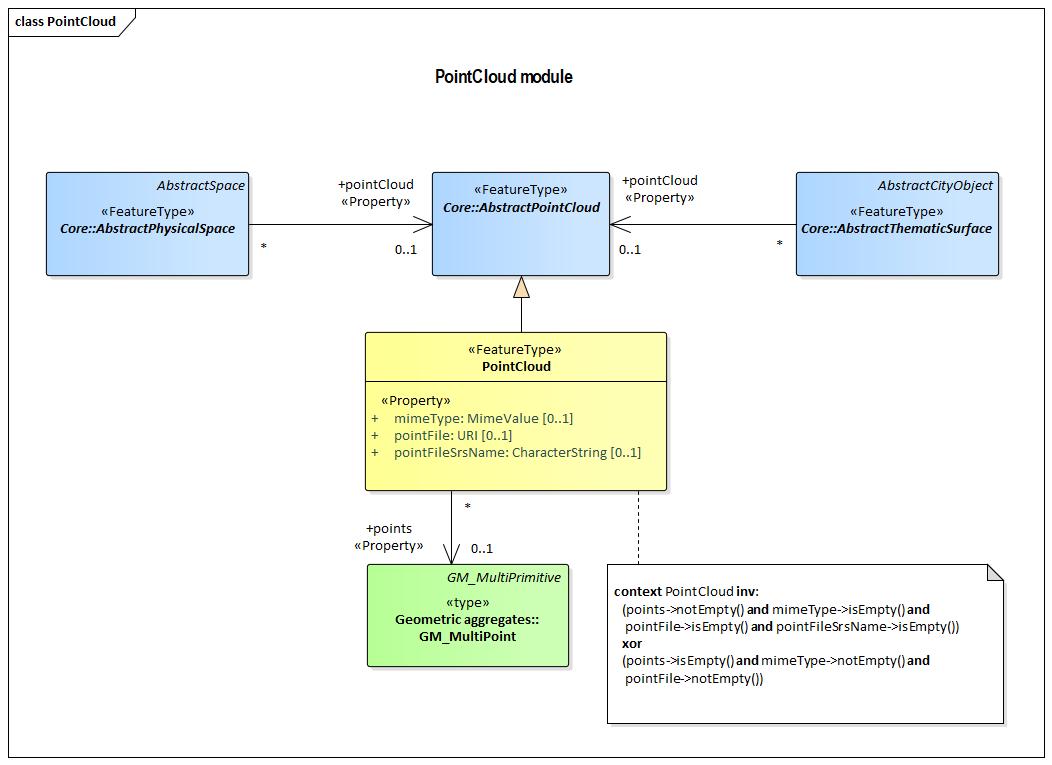 class PointCloud
PointCloud module
AbstractSpace
«FeatureType»
Core::AbstractPhysicalSpace
+pointCloud
«Property»
*
0..1
«FeatureType»
Core::AbstractPointCloud
+pointCloud
«Property»
0..1
*
AbstractCityObject
«FeatureType»
Core::AbstractThematicSurface
«FeatureType»
PointCloud
«Property»
+ mimeType: MimeValue [0..1]
+ pointFile: URI [0..1]
+ pointFileSrsName: CharacterString [0..1]
*
+points
«Property»
0..1
GM_MultiPrimitive
«type»
Geometric aggregates::
GM_MultiPoint
context PointCloud inv:
(points->notEmpty() and mimeType->isEmpty() and
pointFile->isEmpty() and pointFileSrsName->isEmpty())
xor
(points->isEmpty() and mimeType->notEmpty() and
pointFile->notEmpty())